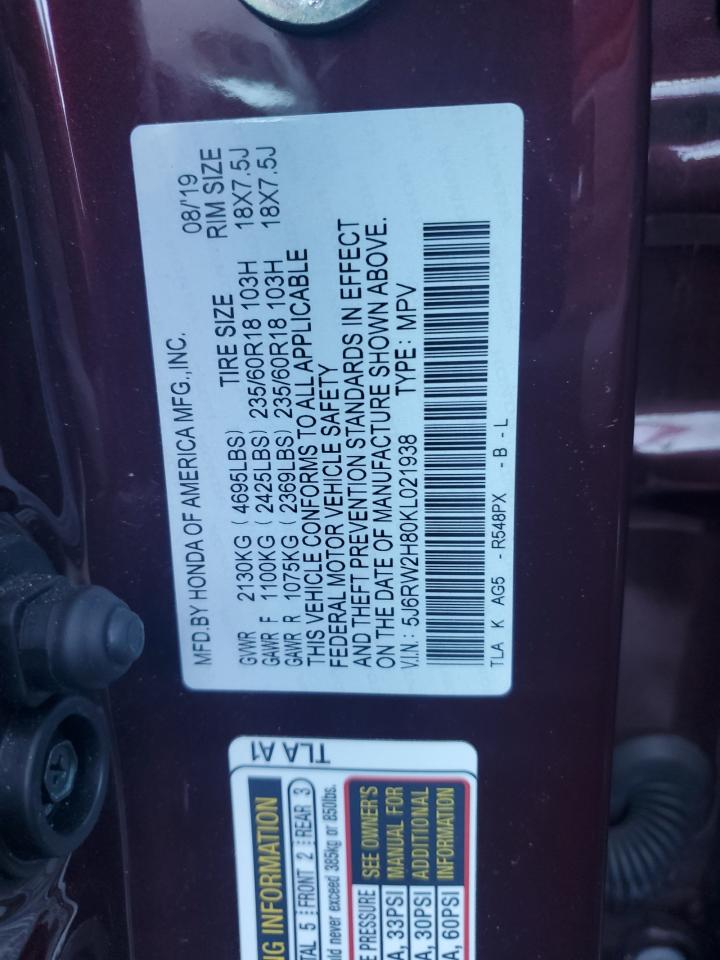 MFD.BY HONDA OF AMERICA MFG.,INC. 08/'19
TIRE SIZE RIM SIZE
GVWR 2130KG ( 4695LBS)
GAWR F 1100KG ( 2425LBS) 235/60R18 103H 18X7.5J
GAWR R 1075KG ( 2369LBS) 235/60R18 103H 18X7.5J
THIS VEHICLE CONFORMS TO ALL APPLICABLE
FEDERAL MOTOR VEHICLE SAFETY
AND THEFT PREVENTION STANDARDS IN EFFECT
ON THE DATE OF MANUFACTURE SHOWN ABOVE.
V.I.N.: 5J6RW2H80KL021938 TYPE: MPV
TLA K AG5 - R548PX - B - L
TLA A1
INFORMATION
5 FRONT 2 REAR 3
never exceed 385kg or 850lbs.
PRESSURE SEE OWNER'S
33PSI MANUAL FOR
30PSI ADDITIONAL
60PSI INFORMATION